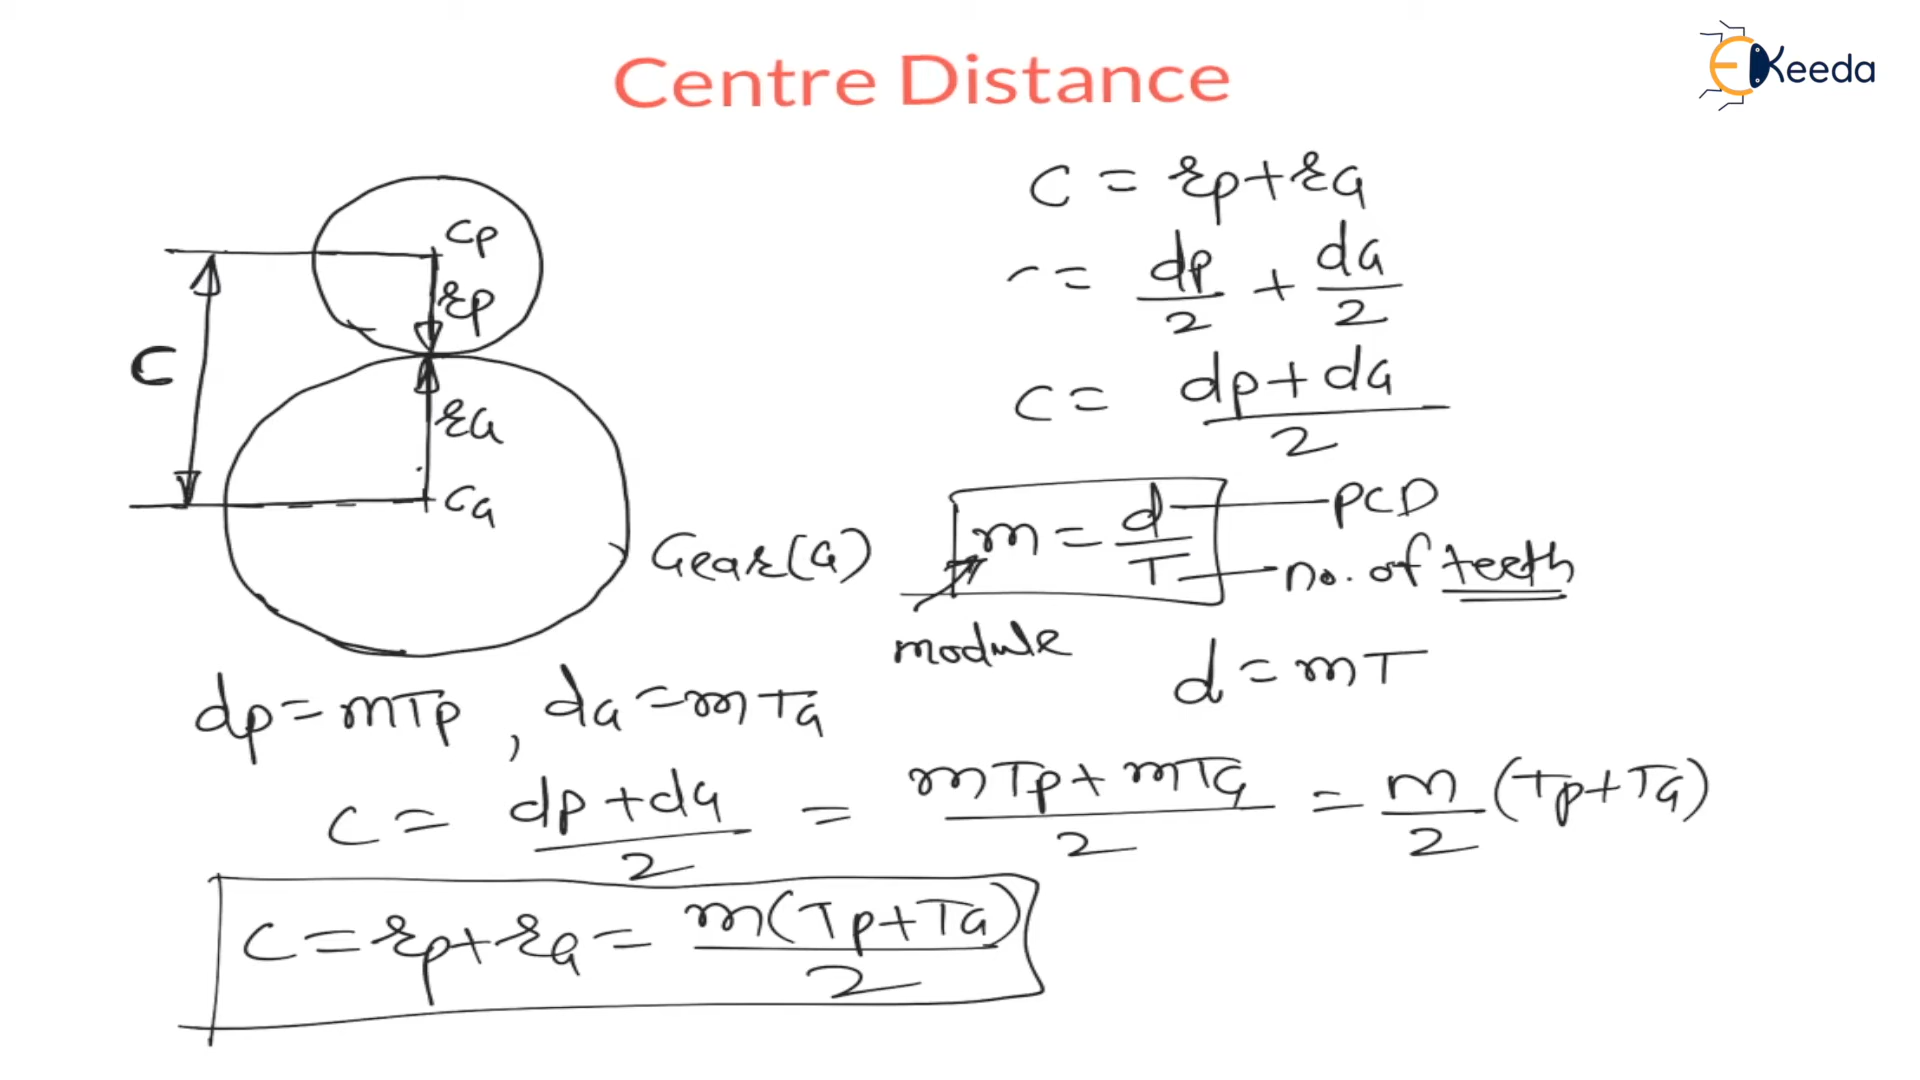 Centre Distance
EKeeda
Cp
rp
C
rG
CG
Gear(G)
C = rp + rG
= dp/2 + dG/2
C = (dp + dG)/2
m = d/T
PCD
no. of teeth
module
d = mT
dp = mTp , dG = mTG
C = (dp + dG)/2 = (mTp + mTG)/2 = m/2 (Tp + TG)
C = rp + rG = m(Tp + TG)/2